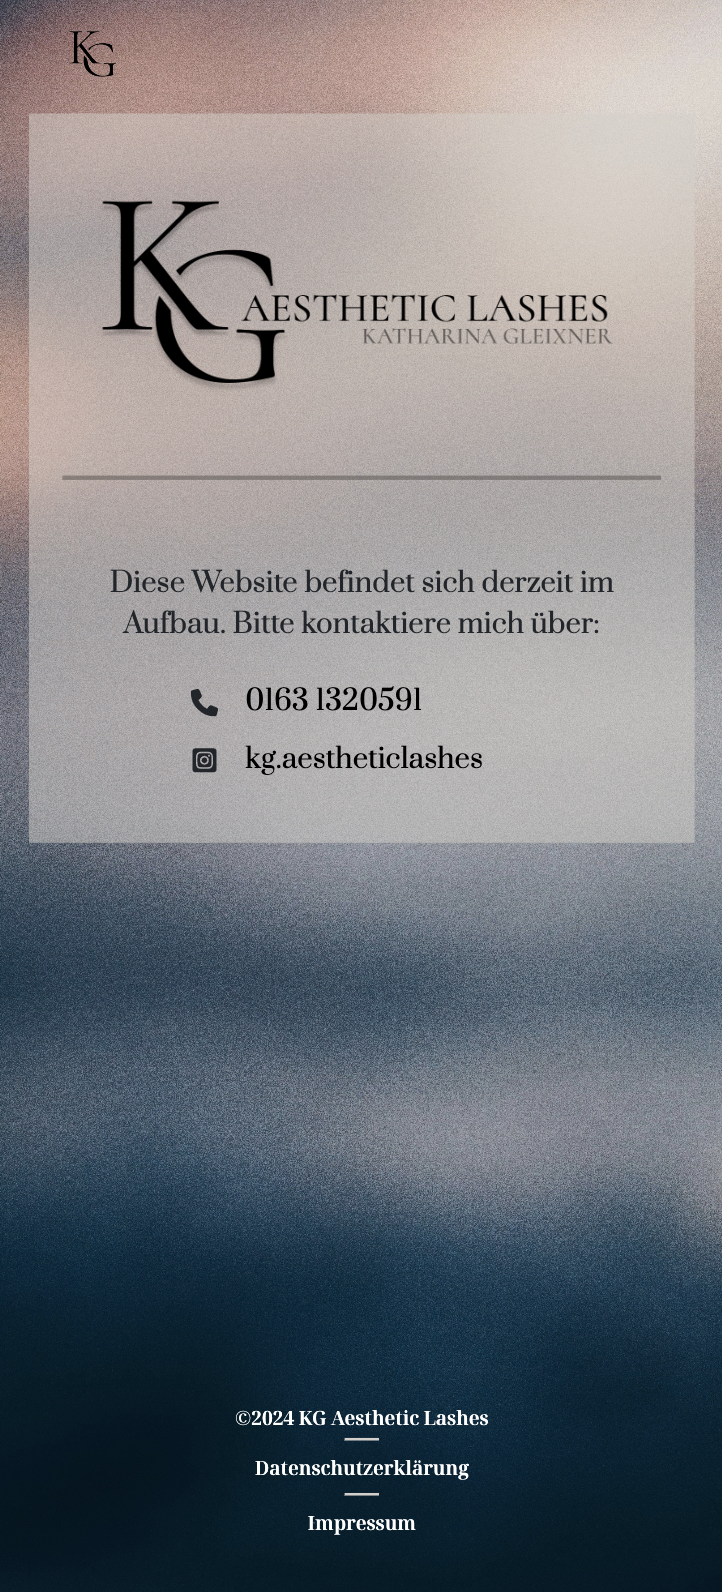 KG
KG
AESTHETIC LASHES
KATHARINA GLEIXNER
Diese Website befindet sich derzeit im
Aufbau. Bitte kontaktiere mich über:
0163 1320591
kg.aestheticlashes
©2024 KG Aesthetic Lashes
Datenschutzerklärung
Impressum